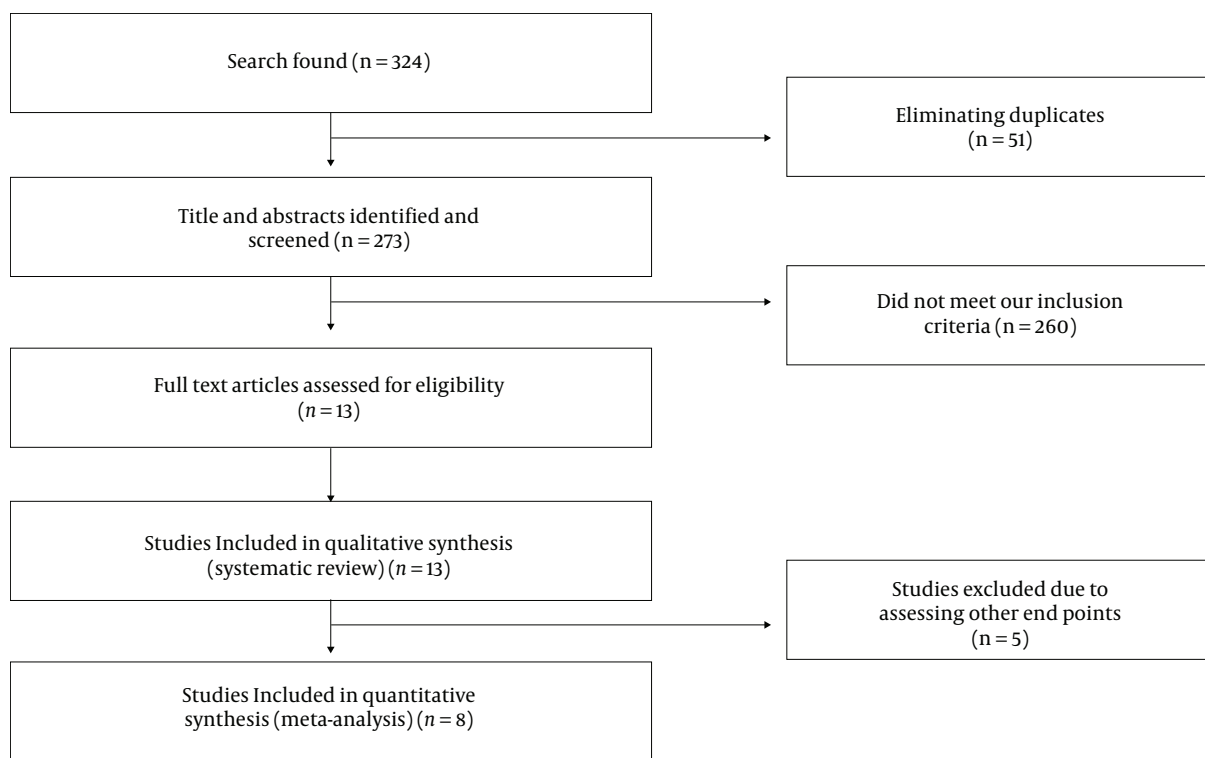 Search found (n = 324)
Eliminating duplicates
(n = 51)
Title and abstracts identified and
screened (n = 273)
Did not meet our inclusion
criteria (n = 260)
Full text articles assessed for eligibility
(n = 13)
Studies Included in qualitative synthesis
(systematic review) (n = 13)
Studies excluded due to
assessing other end points
(n = 5)
Studies Included in quantitative
synthesis (meta-analysis) (n = 8)